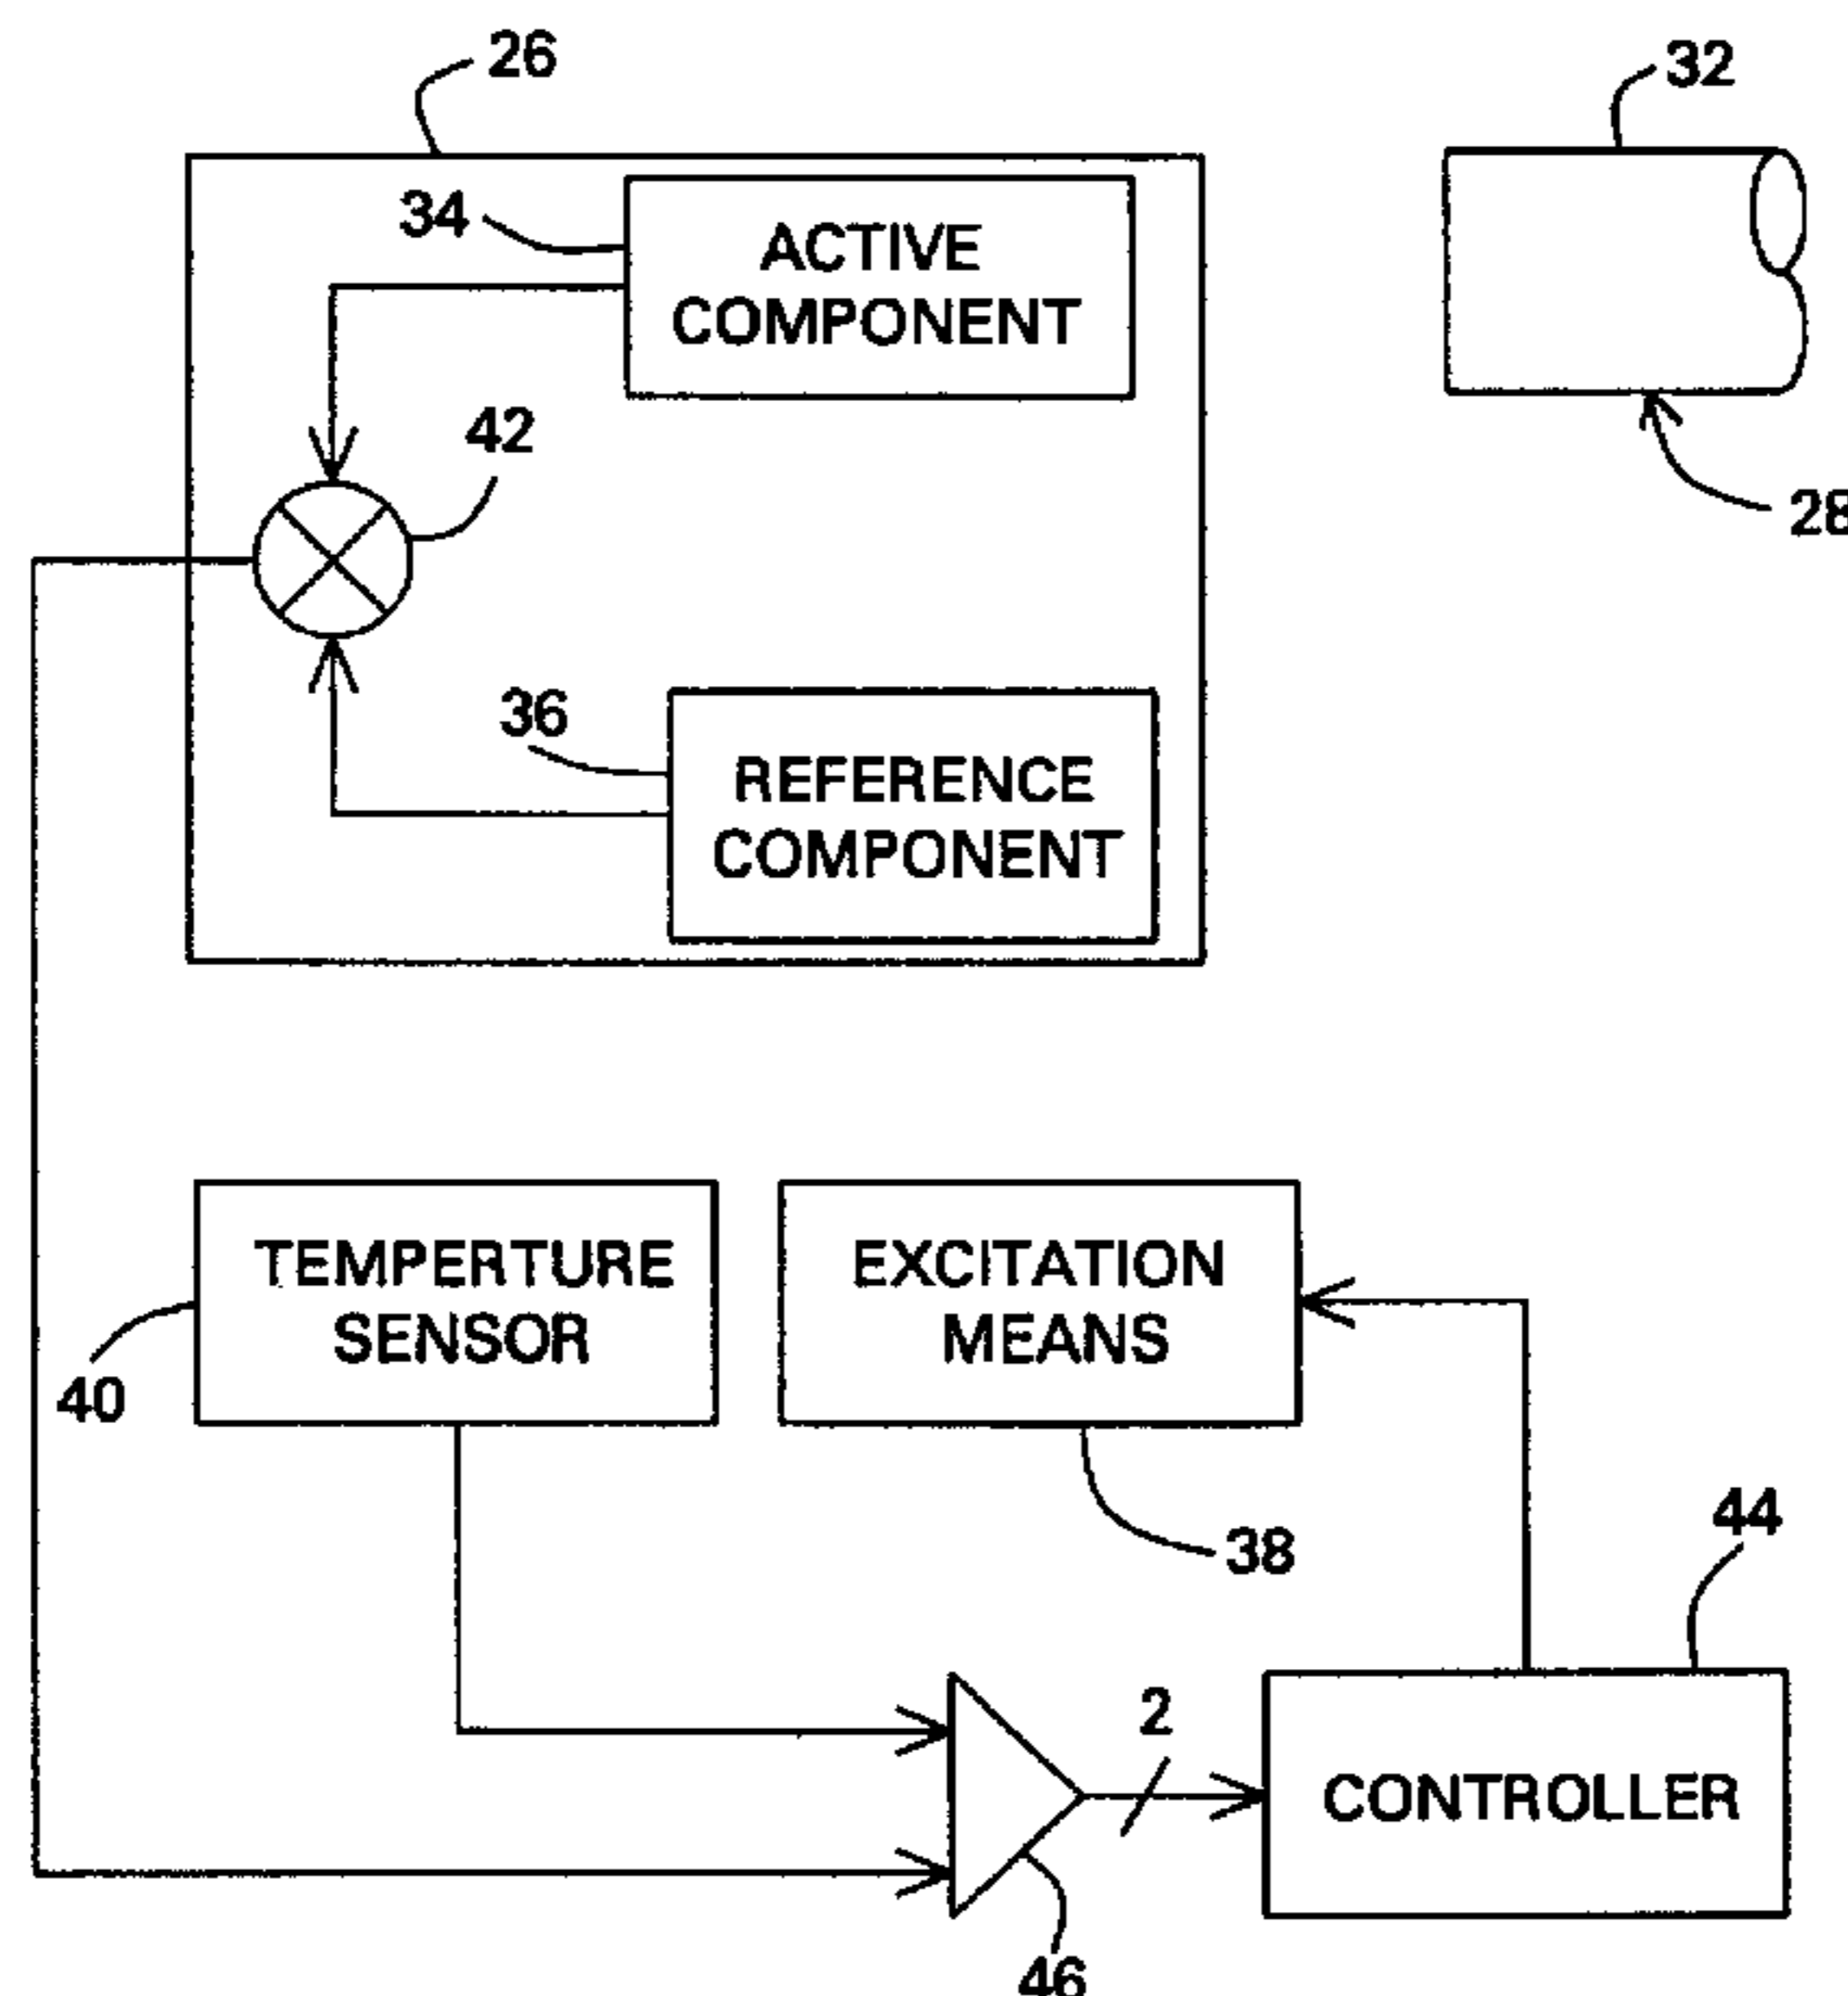 26
32
34
ACTIVE
COMPONENT
42
28
36
REFERENCE
COMPONENT
TEMPERTURE
SENSOR
EXCITATION
MEANS
40
38
44
2
CONTROLLER
46